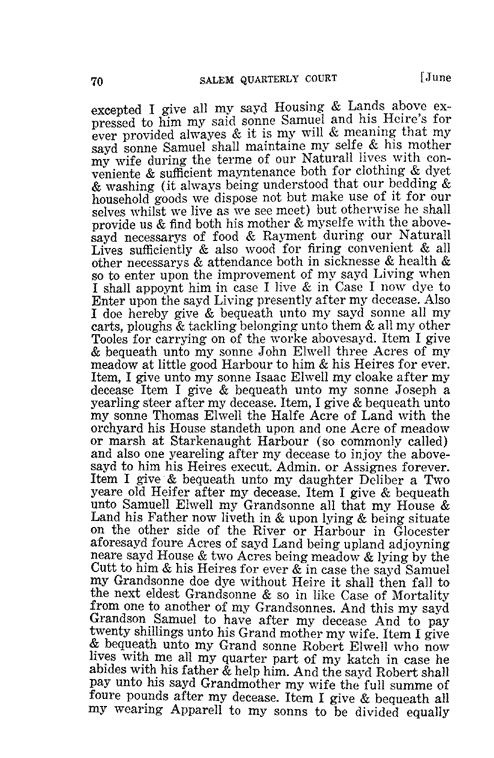 70 SALEM QUARTERLY COURT [June
excepted I give all my sayd Housing & Lands above ex-
pressed to him my said sonne Samuel and his Heire's for
ever provided alwayes & it is my will & meaning that my
sayd sonne Samuel shall maintaine my selfe & his mother
my wife during the terme of our Naturall lives with con-
veniente & sufficient mayntenance both for clothing & dyet
& washing (it always being understood that our bedding &
household goods we dispose not but make use of it for our
selves whilst we live as we see meet) but otherwise he shall
provide us & find both his mother & myselfe with the above-
sayd necessarys of food & Rayment during our Naturall
Lives sufficiently & also wood for firing convenient & all
other necessarys & attendance both in sicknesse & health &
so to enter upon the improvement of my sayd Living when
I shall appoynt him in case I live & in Case I now dye to
Enter upon the sayd Living presently after my decease. Also
I doe hereby give & bequeath unto my sayd sonne all my
carts, ploughs & tackling belonging unto them & all my other
Tooles for carrying on of the worke abovesayd. Item I give
& bequeath unto my sonne John Elwell three Acres of my
meadow at little good Harbour to him & his Heires for ever.
Item, I give unto my sonne Isaac Elwell my cloake after my
decease Item I give & bequeath unto my sonne Joseph a
yearling steer after my decease. Item, I give & bequeath unto
my sonne Thomas Elwell the Halfe Acre of Land with the
orchyard his House standeth upon and one Acre of meadow
or marsh at Starkenaught Harbour (so commonly called)
and also one yeareling after my decease to injoy the above-
sayd to him his Heires execut. Admin. or Assignes forever.
Item I give & bequeath unto my daughter Deliber a Two
yeare old Heifer after my decease. Item I give & bequeath
unto Samuell Elwell my Grandsonne all that my House &
Land his Father now liveth in & upon lying & being situate
on the other side of the River or Harbour in Glocester
aforesayd foure Acres of sayd Land being upland adjoyning
neare sayd House & two Acres being meadow & lying by the
Cutt to him & his Heires for ever & in case the sayd Samuel
my Grandsonne doe dye without Heire it shall then fall to
the next eldest Grandsonne & so in like Case of Mortality
from one to another of my Grandsonnes. And this my sayd
Grandson Samuel to have after my decease And to pay
twenty shillings unto his Grand mother my wife. Item I give
& bequeath unto my Grand sonne Robert Elwell who now
lives with me all my quarter part of my katch in case he
abides with his father & help him. And the sayd Robert shall
pay unto his sayd Grandmother my wife the full summe of
foure pounds after my decease. Item I give & bequeath all
my wearing Apparell to my sonns to be divided equally